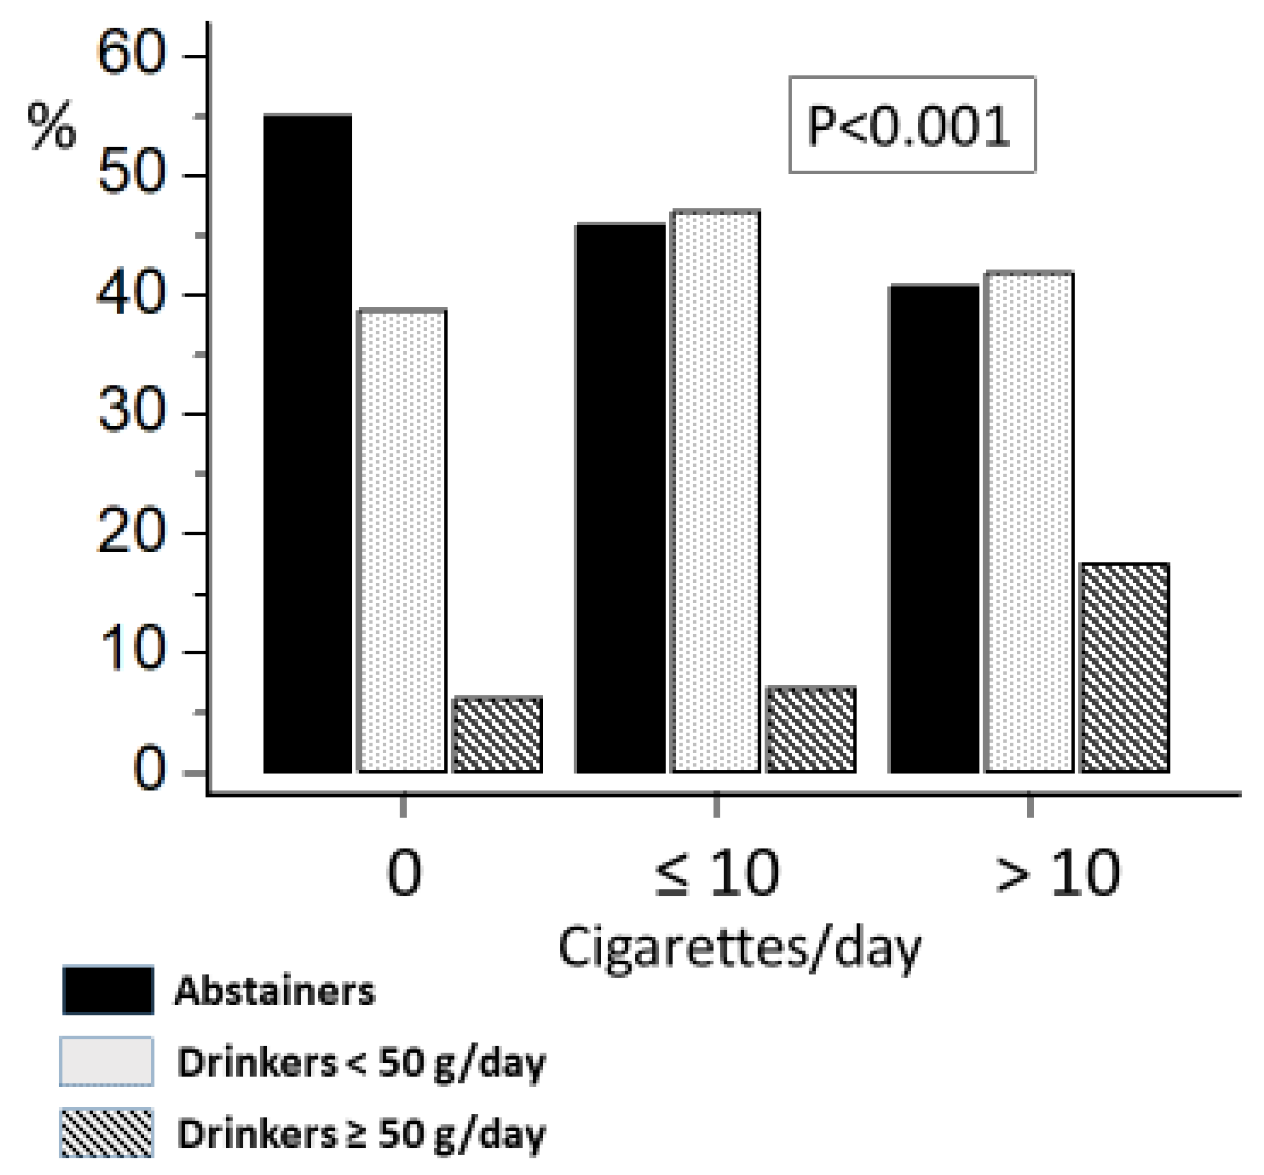 60
%
P<0.001
50
40
30
20
10
0
0 ≤ 10 > 10
Cigarettes/day
Abstainers
Drinkers < 50 g/day
Drinkers ≥ 50 g/day